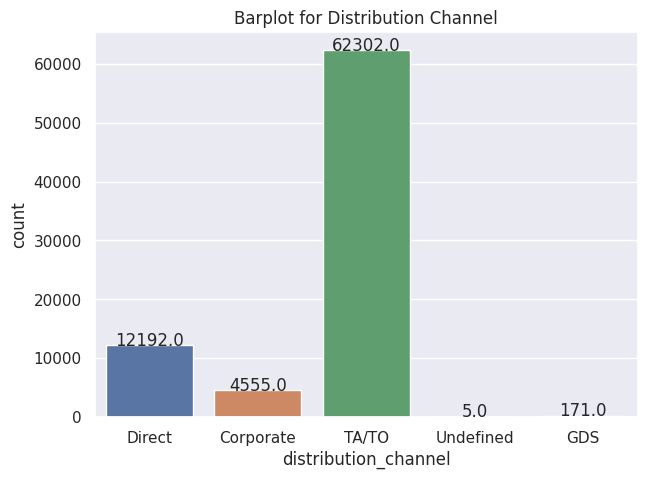 Barplot for Distribution Channel
62302.0
60000
50000
40000
30000
20000
10000
0
count
12192.0
4555.0
5.0
171.0
Direct
Corporate
TA/TO
Undefined
GDS
distribution_channel